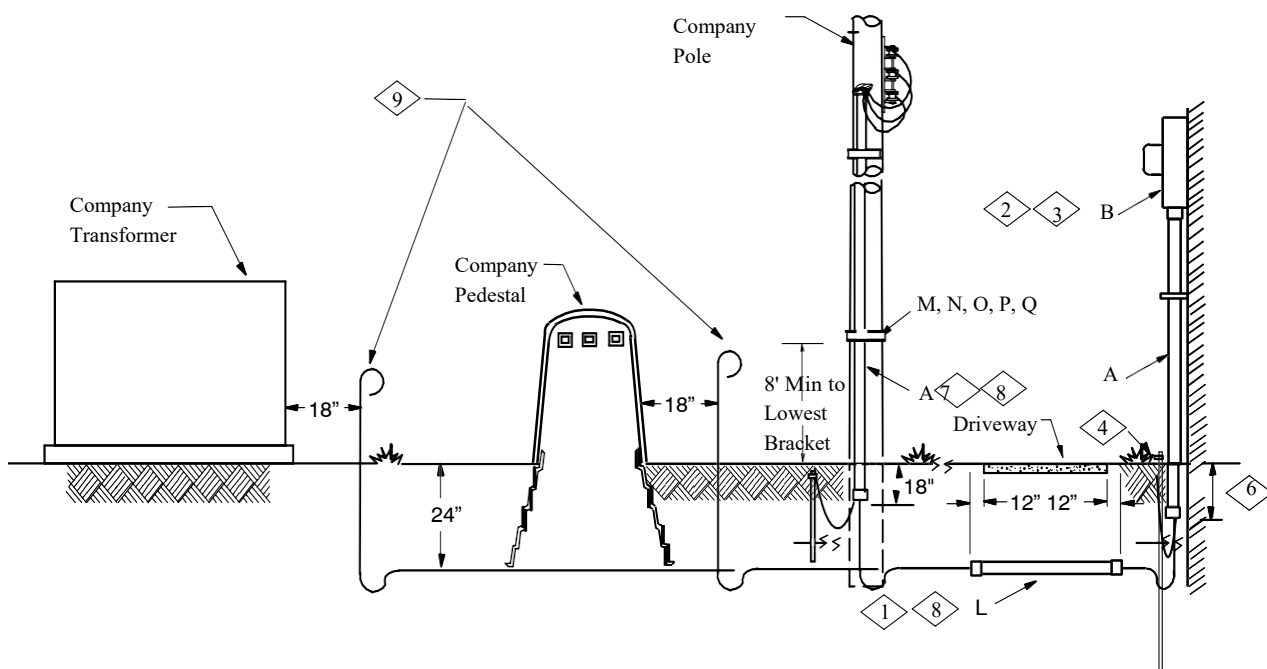 Company
Pole
9
Company
Transformer
2
3
B
Company
Pedestal
M, N, O, P, Q
18"
18"
8' Min to
Lowest
Bracket
A
7
8
A
Driveway
4
24"
18"
12" 12"
6
1
8
L